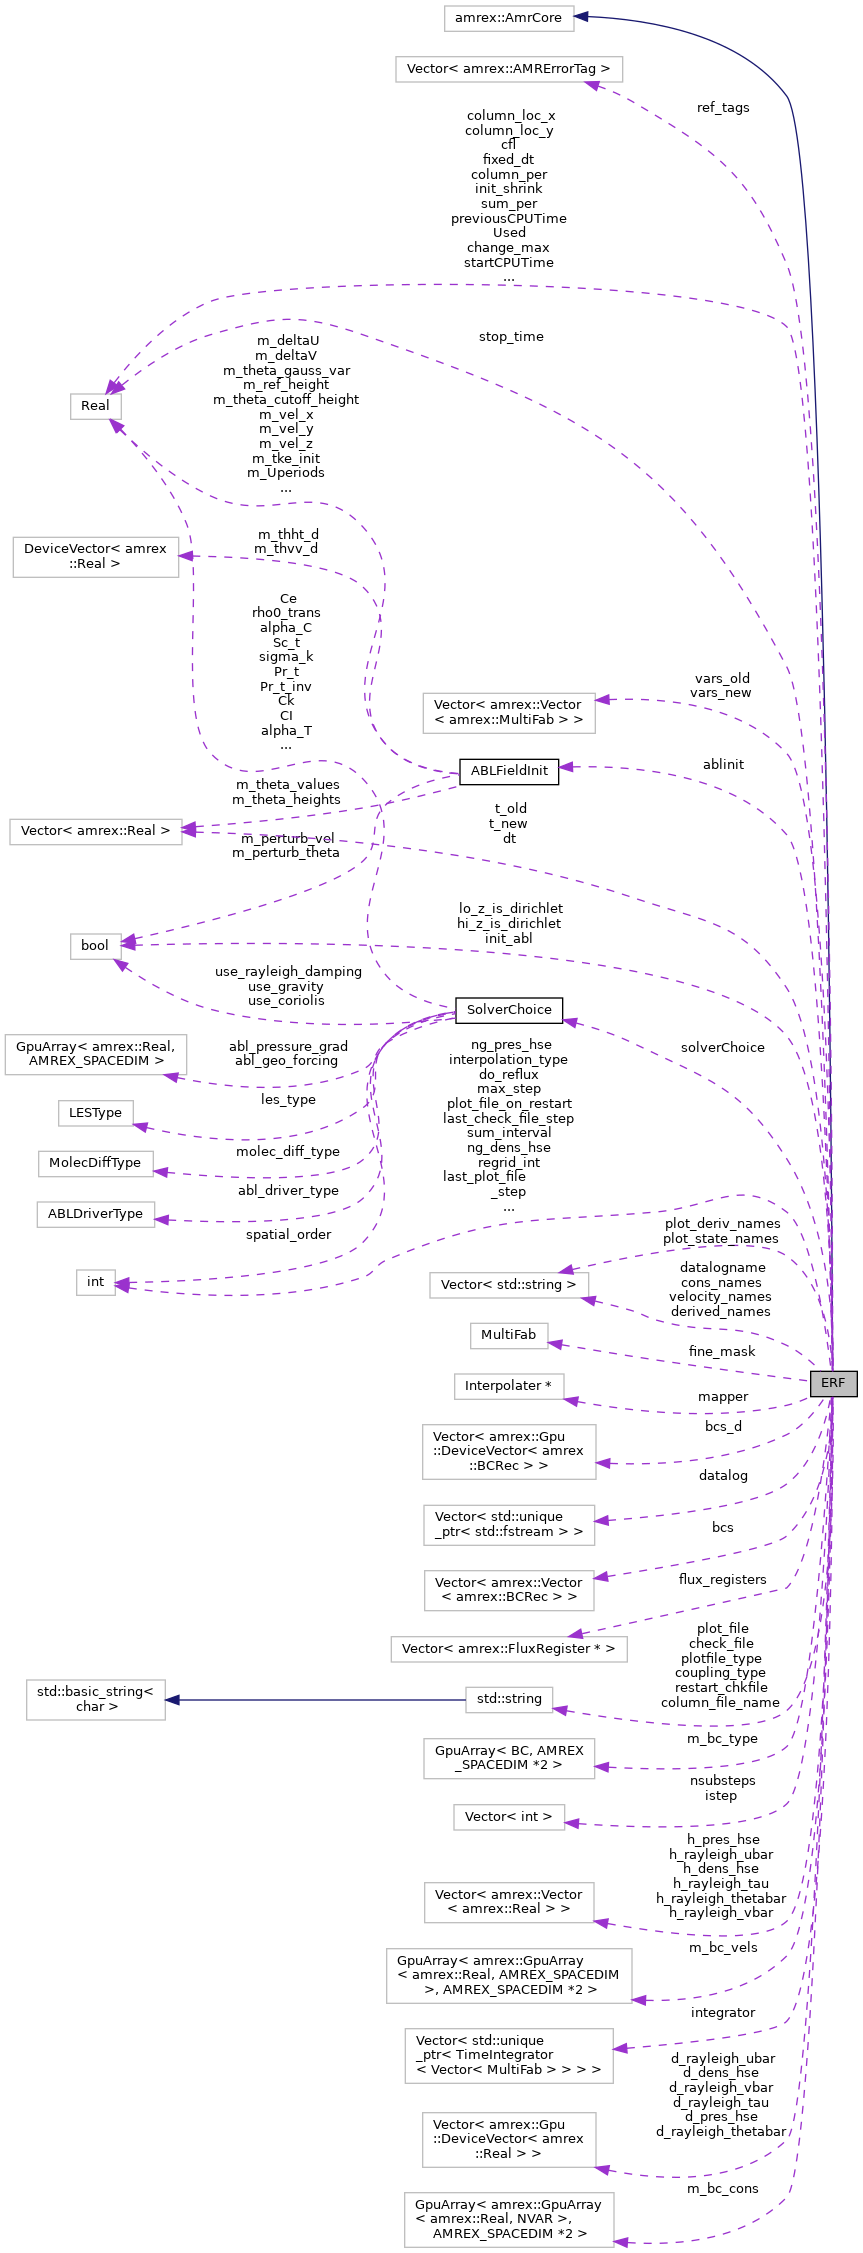 amrex::AmrCore
Vector< amrex::AMRErrorTag >
ref_tags
column_loc_x
column_loc_y
cfl
fixed_dt
column_per
init_shrink
sum_per
previousCPUTime
Used
change_max
startCPUTime
...
stop_time
m_deltaU
m_deltaV
m_theta_gauss_var
m_ref_height
m_theta_cutoff_height
m_vel_x
m_vel_y
m_vel_z
m_tke_init
m_Uperiods
...
Real
m_thht_d
m_thvv_d
DeviceVector< amrex
::Real >
Ce
rho0_trans
alpha_C
Sc_t
sigma_k
Pr_t
Pr_t_inv
Ck
CI
alpha_T
...
vars_old
vars_new
Vector< amrex::Vector
< amrex::MultiFab > >
ablinit
ABLFieldInit
m_theta_values
m_theta_heights
t_old
t_new
dt
Vector< amrex::Real >
m_perturb_vel
m_perturb_theta
lo_z_is_dirichlet
hi_z_is_dirichlet
init_abl
bool
use_rayleigh_damping
use_gravity
use_coriolis
SolverChoice
solverChoice
GpuArray< amrex::Real,
AMREX_SPACEDIM >
abl_pressure_grad
abl_geo_forcing
ng_pres_hse
interpolation_type
do_reflux
max_step
plot_file_on_restart
last_check_file_step
sum_interval
ng_dens_hse
regrid_int
last_plot_file
_step
...
les_type
LESType
molec_diff_type
MolecDiffType
abl_driver_type
ABLDriverType
spatial_order
int
plot_deriv_names
plot_state_names
Vector< std::string >
datalogname
cons_names
velocity_names
derived_names
MultiFab
fine_mask
ERF
Interpolater *
mapper
bcs_d
Vector< amrex::Gpu
::DeviceVector< amrex
::BCRec > >
datalog
Vector< std::unique
_ptr< std::fstream > >
bcs
Vector< amrex::Vector
< amrex::BCRec > >
flux_registers
Vector< amrex::FluxRegister * >
plot_file
check_file
plotfile_type
coupling_type
restart_chkfile
column_file_name
std::basic_string<
char >
std::string
m_bc_type
GpuArray< BC, AMREX
_SPACEDIM *2 >
nsubsteps
istep
Vector< int >
h_pres_hse
h_rayleigh_ubar
h_dens_hse
h_rayleigh_tau
h_rayleigh_thetabar
h_rayleigh_vbar
Vector< amrex::Vector
< amrex::Real > >
m_bc_vels
GpuArray< amrex::GpuArray
< amrex::Real, AMREX_SPACEDIM
>, AMREX_SPACEDIM *2 >
integrator
Vector< std::unique
_ptr< TimeIntegrator
< Vector< MultiFab > > > >
d_rayleigh_ubar
d_dens_hse
d_rayleigh_vbar
d_rayleigh_tau
d_pres_hse
d_rayleigh_thetabar
Vector< amrex::Gpu
::DeviceVector< amrex
::Real > >
m_bc_cons
GpuArray< amrex::GpuArray
< amrex::Real, NVAR >,
AMREX_SPACEDIM *2 >